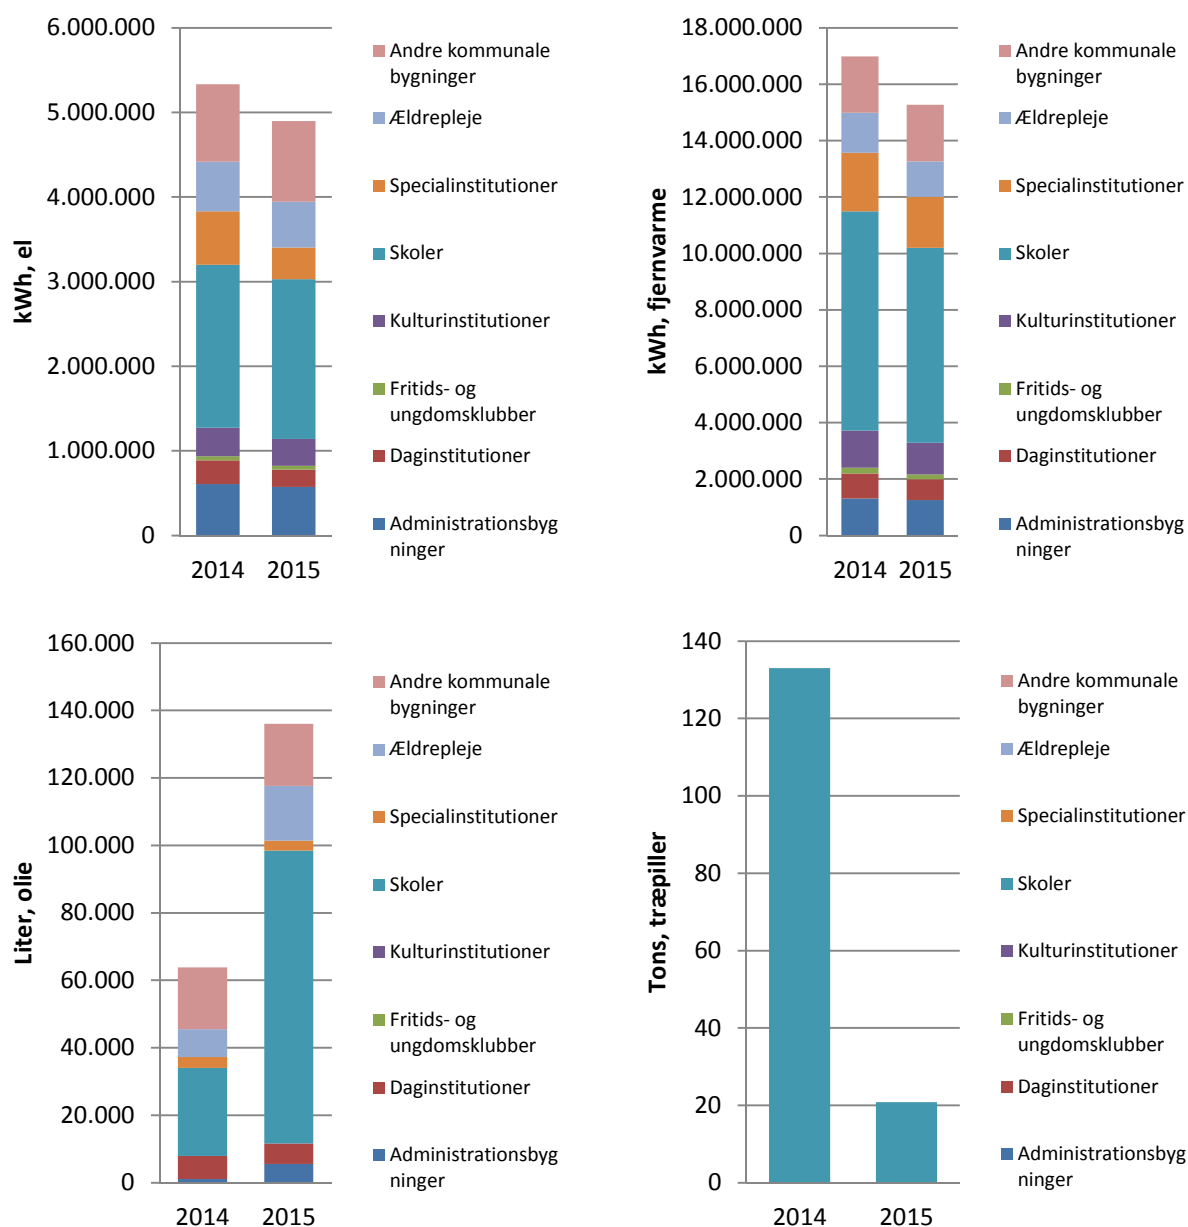 kWh, el
6.000.000
5.000.000
4.000.000
3.000.000
2.000.000
1.000.000
0
2014
2015
Andre kommunale
bygninger
Ældrepleje
Specialinstitutioner
Skoler
Kulturinstitutioner
Fritids- og
ungdomsklubber
Daginstitutioner
Administrationsbyg
ninger
kWh, fjernvarme
18.000.000
16.000.000
14.000.000
12.000.000
10.000.000
8.000.000
6.000.000
4.000.000
2.000.000
0
2014
2015
Andre kommunale
bygninger
Ældrepleje
Specialinstitutioner
Skoler
Kulturinstitutioner
Fritids- og
ungdomsklubber
Daginstitutioner
Administrationsbyg
ninger
Liter, olie
160.000
140.000
120.000
100.000
80.000
60.000
40.000
20.000
0
2014
2015
Andre kommunale
bygninger
Ældrepleje
Specialinstitutioner
Skoler
Kulturinstitutioner
Fritids- og
ungdomsklubber
Daginstitutioner
Administrationsbyg
ninger
Tons, træpiller
140
120
100
80
60
40
20
0
2014
2015
Andre kommunale
bygninger
Ældrepleje
Specialinstitutioner
Skoler
Kulturinstitutioner
Fritids- og
ungdomsklubber
Daginstitutioner
Administrationsbyg
ninger